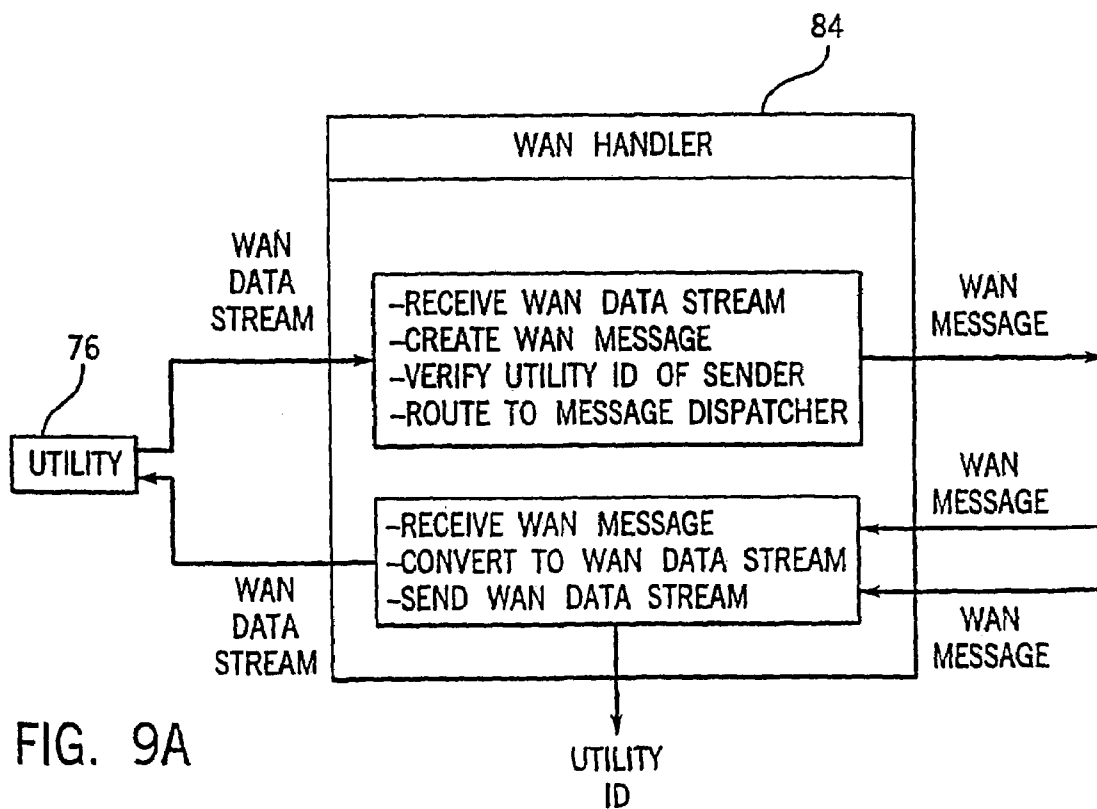 84
WAN HANDLER
WAN
DATA
STREAM
-RECEIVE WAN DATA STREAM
-CREATE WAN MESSAGE
-VERIFY UTILITY ID OF SENDER
-ROUTE TO MESSAGE DISPATCHER
WAN
MESSAGE
76
UTILITY
WAN
MESSAGE
-RECEIVE WAN MESSAGE
-CONVERT TO WAN DATA STREAM
-SEND WAN DATA STREAM
WAN
DATA
STREAM
WAN
MESSAGE
FIG. 9A
UTILITY
ID